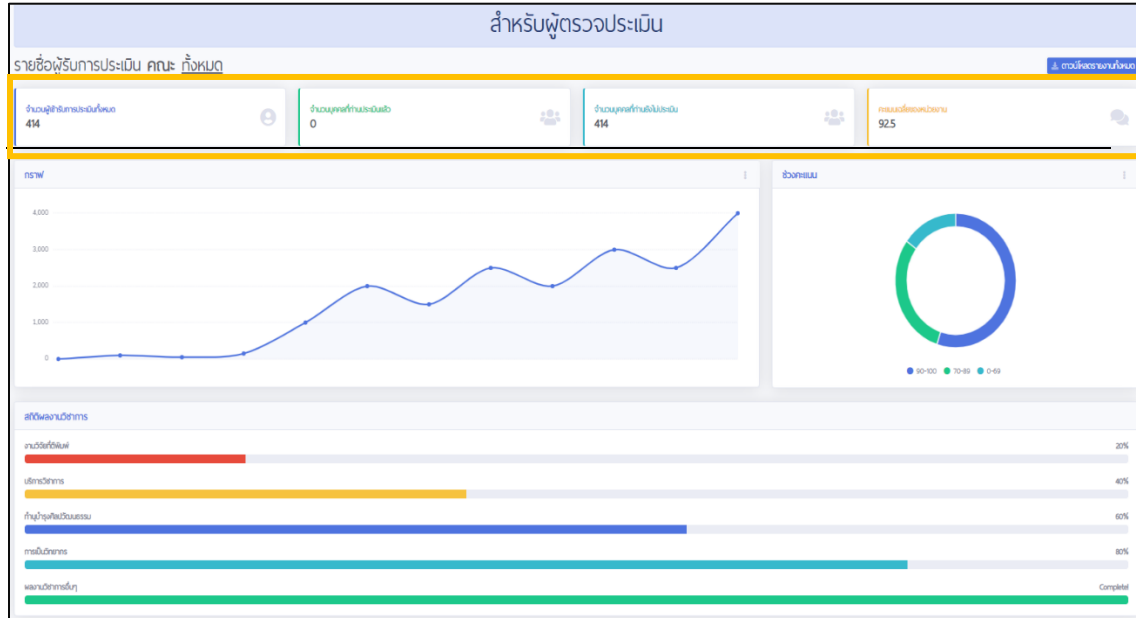 สำหรับผู้ตรวจประเมิน
รายชื่อผู้รับการประเมิน คณะ ทั้งหมด
ดาวน์โหลดรายงานทั้งหมด
จำนวนผู้เข้ารับการประเมินทั้งหมด
414
จำนวนบุคคลที่ท่านประเมินแล้ว
0
จำนวนบุคคลที่ท่านยังไม่ประเมิน
414
คะแนนเฉลี่ยของหน่วยงาน
92.5
กราฟ
4,000
3,000
2,000
1,000
0
ช่วงคะแนน
90-100 70-89 0-69
สถิติผลงานวิชาการ
งานวิจัยที่ตีพิมพ์ 20%
บริการวิชาการ 40%
ทำนุบำรุงศิลปวัฒนธรรม 60%
การเป็นวิทยากร 80%
ผลงานวิชาการอื่นๆ Complete!